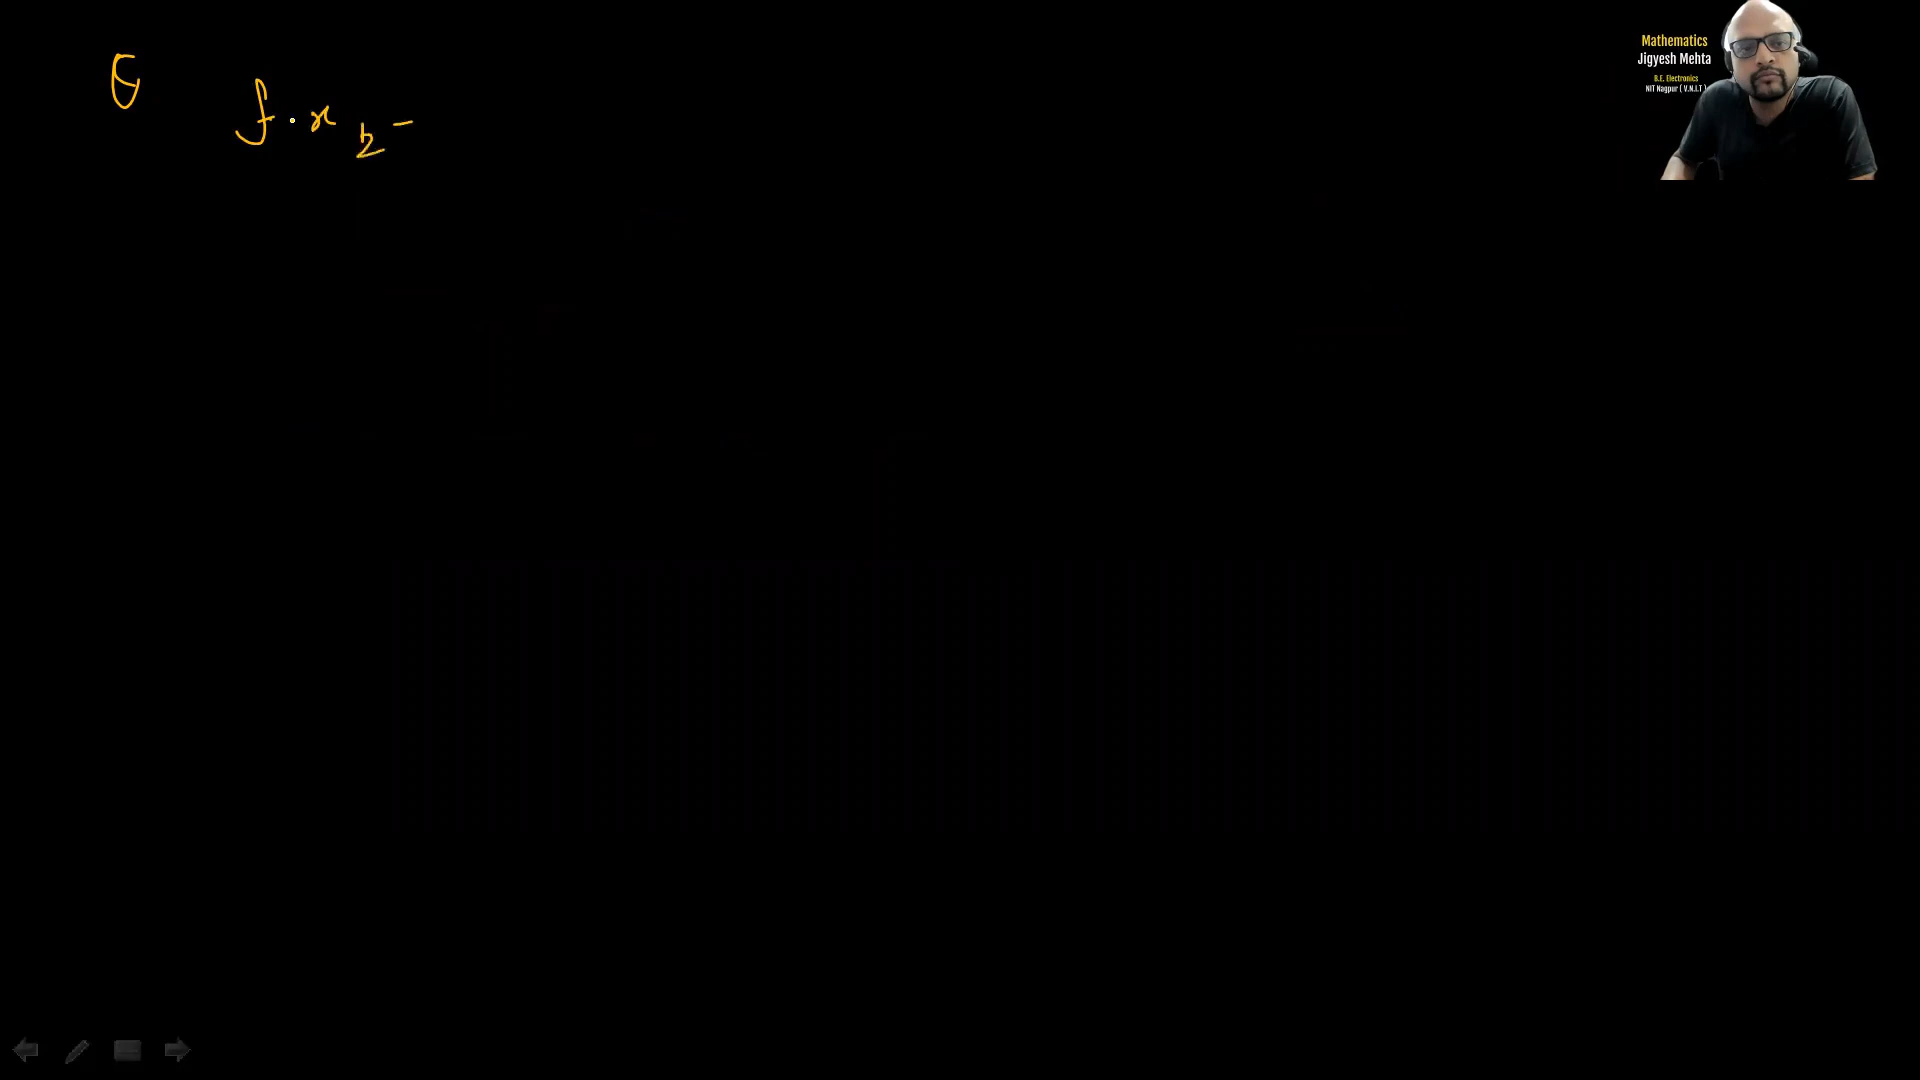 Mathematics
Jigyesh Mehta
B.E. Electronics
NIT Nagpur ( V.N.I.T )
f · x